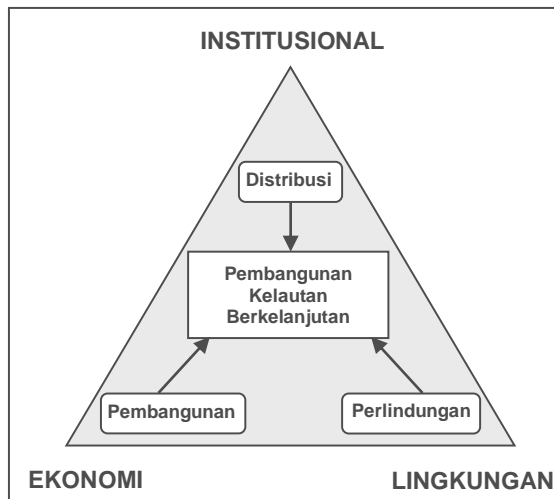 INSTITUSIONAL
Distribusi
Pembangunan
Kelautan
Berkelanjutan
Pembangunan
Perlindungan
EKONOMI
LINGKUNGAN